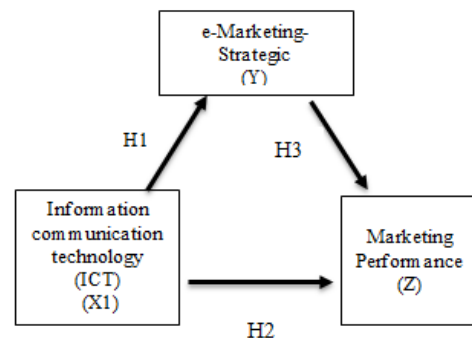 e-Marketing-
Strategic
(Y)
H1
H3
Information
communication
technology
(ICT)
(X1)
Marketing
Performance
(Z)
H2